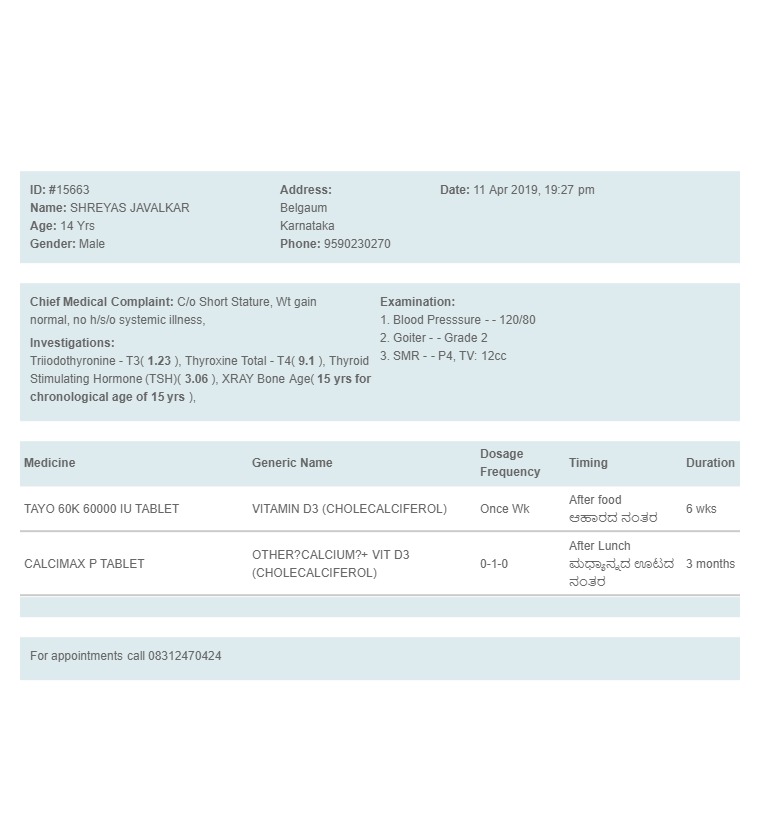 ID: #15663
Name: SHREYAS JAVALKAR
Age: 14 Yrs
Gender: Male
Address:
Belgaum
Karnataka
Phone: 9590230270
Date: 11 Apr 2019, 19:27 pm
Chief Medical Complaint: C/o Short Stature, Wt gain
normal, no h/s/o systemic illness,
Investigations:
Triiodothyronine - T3( 1.23 ), Thyroxine Total - T4( 9.1 ), Thyroid
Stimulating Hormone (TSH)( 3.06 ), XRAY Bone Age( 15 yrs for
chronological age of 15 yrs ),
Examination:
1. Blood Presssure - - 120/80
2. Goiter - - Grade 2
3. SMR - - P4, TV: 12cc
Medicine Generic Name Dosage Frequency Timing Duration
TAYO 60K 60000 IU TABLET VITAMIN D3 (CHOLECALCIFEROL) Once Wk After food 6 wks
ಆಹಾರದ ನಂತರ
CALCIMAX P TABLET OTHER?CALCIUM?+ VIT D3 (CHOLECALCIFEROL) 0-1-0 After Lunch 3 months
ಮಧ್ಯಾನ್ನದ ಊಟದ
ನಂತರ
For appointments call 08312470424